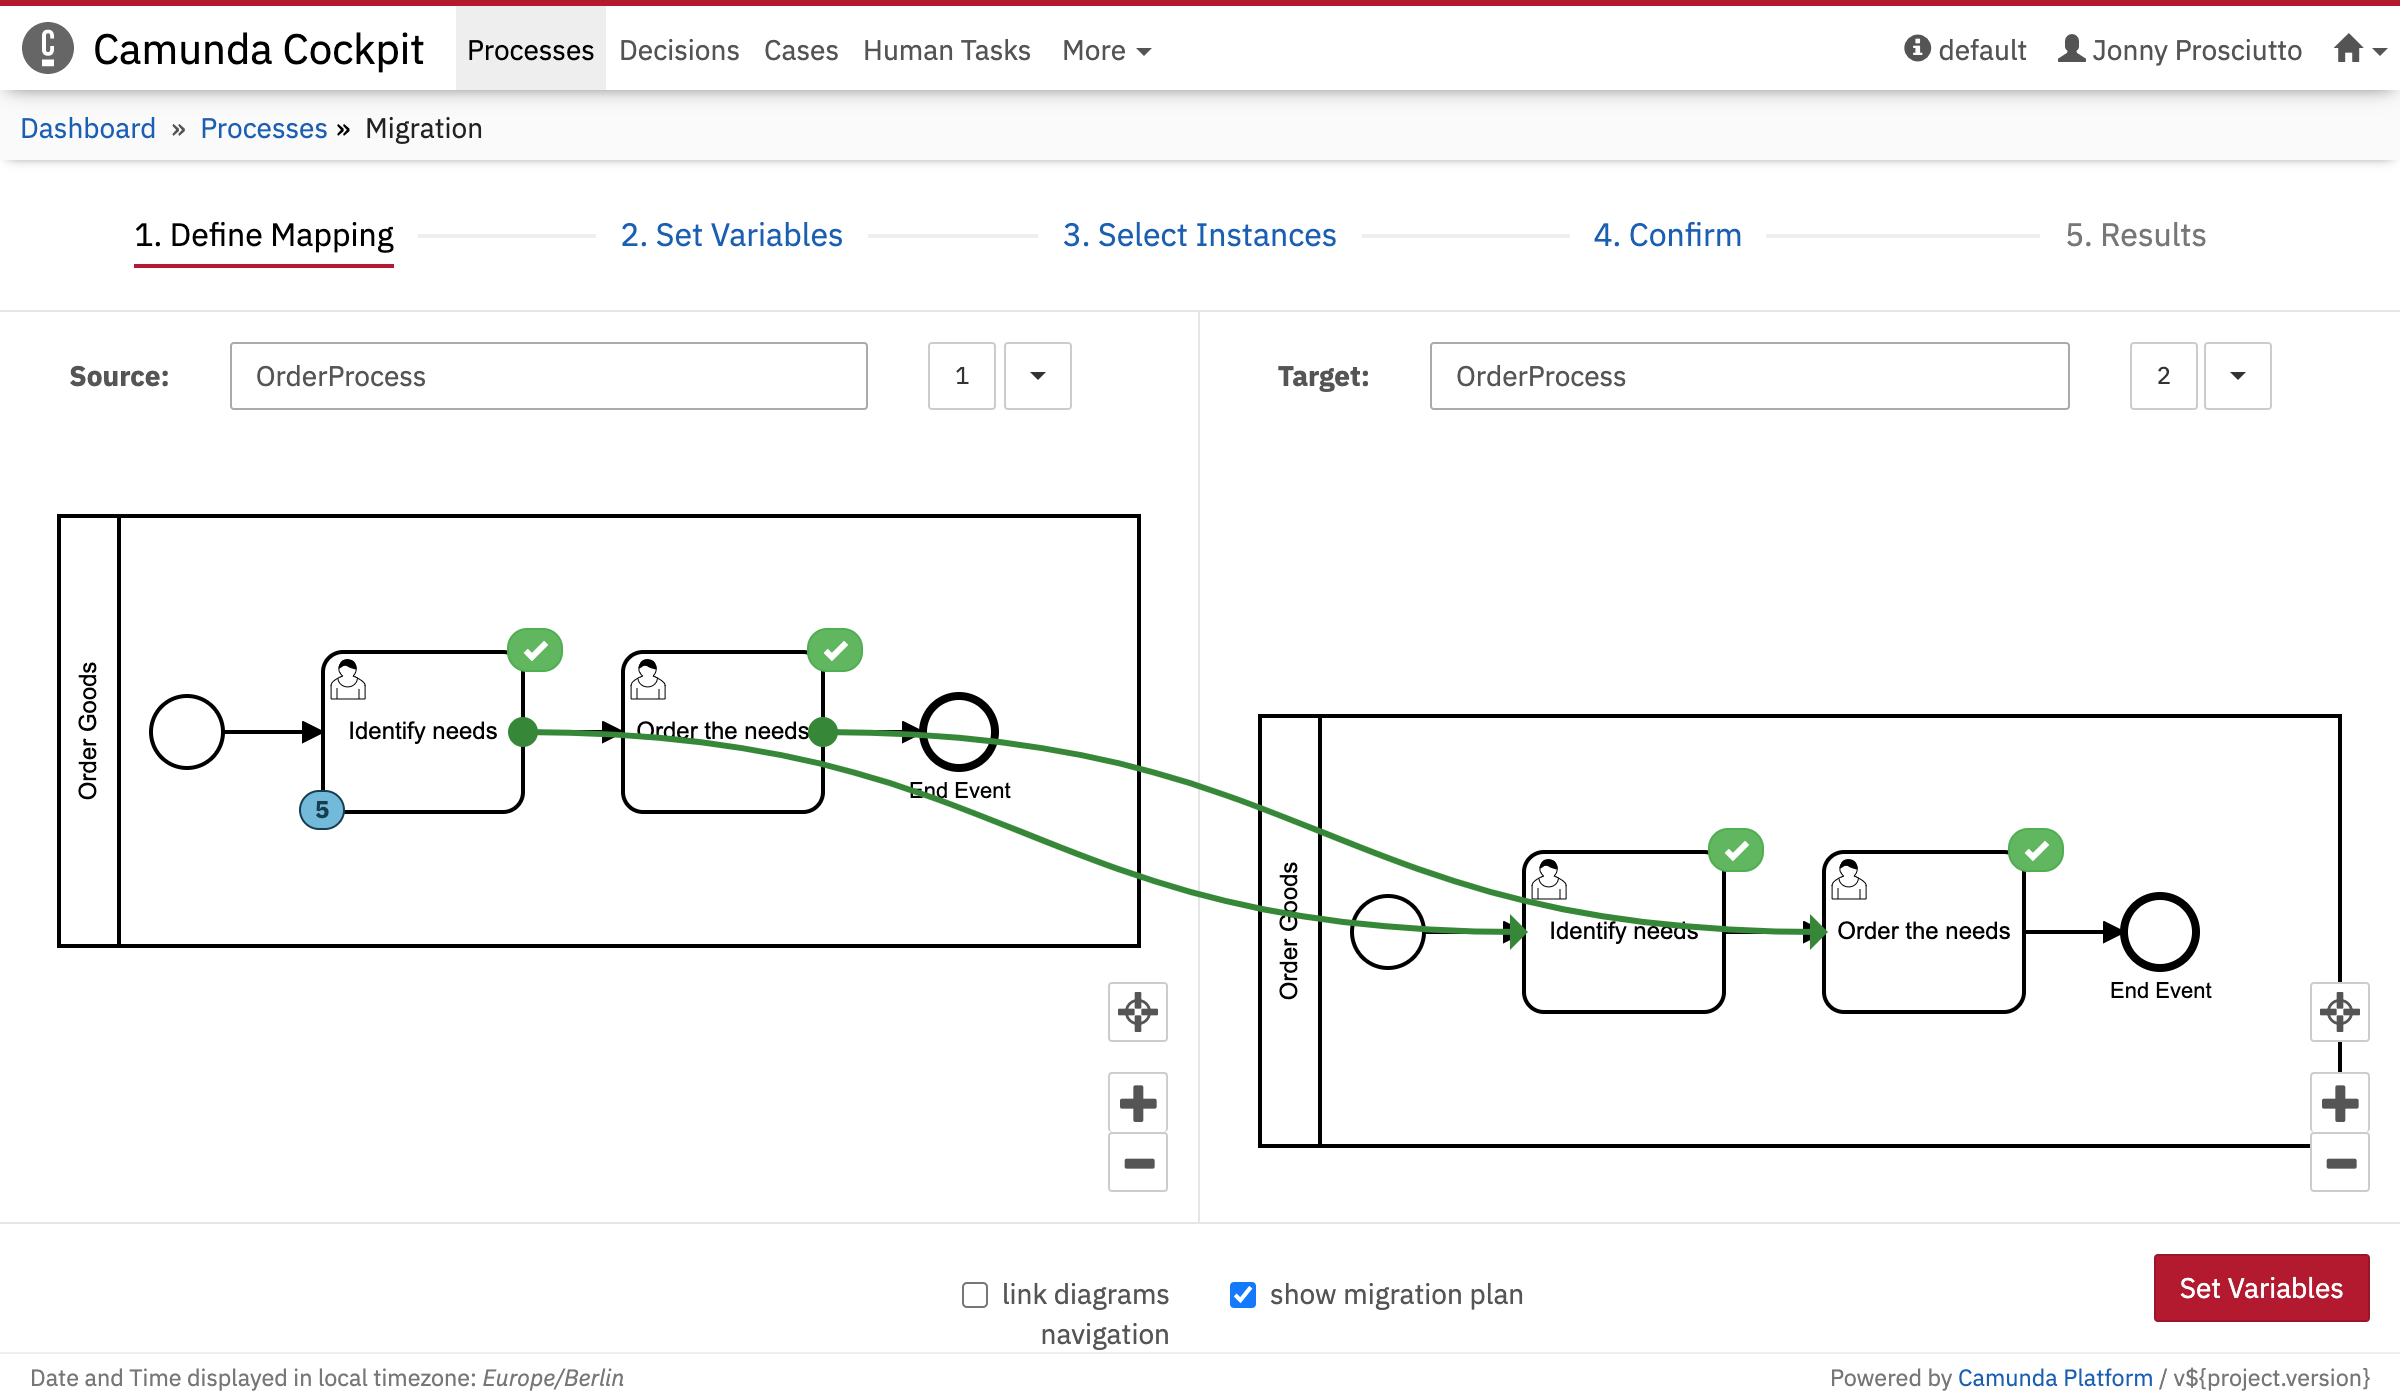 Camunda Cockpit Processes Decisions Cases Human Tasks More default Jonny Prosciutto
Dashboard » Processes » Migration
1. Define Mapping 2. Set Variables 3. Select Instances 4. Confirm 5. Results
Source: OrderProcess 1 Target: OrderProcess 2
Order Goods
Identify needs
Order the needs
End Event
5
Order Goods
Identify needs
Order the needs
End Event
link diagrams
navigation
show migration plan
Set Variables
Date and Time displayed in local timezone: Europe/Berlin
Powered by Camunda Platform / v${project.version}